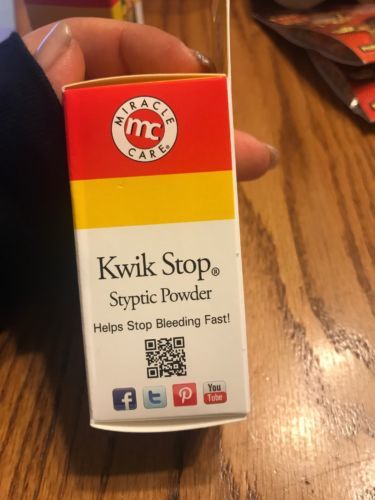 MIRACLE
mc
CARE®
Kwik Stop®
Styptic Powder
Helps Stop Bleeding Fast!
f
t
P
You
Tube